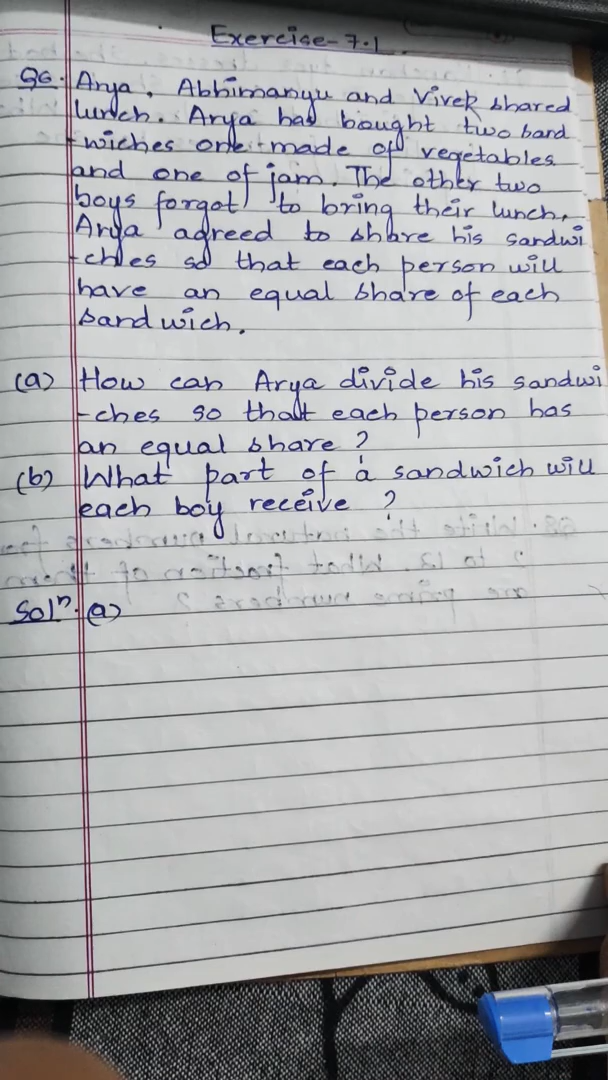 Exercise-7.1
Q6. Arya, Abhimanyu and Vivek shared
lunch. Arya has bought two sand
-wiches one made of vegetables
and one of jam. The other two
boys forgot to bring their lunch,
Arya agreed to share his sandwi
-ches so that each person will
have an equal share of each
sandwich.
(a) How can Arya divide his sandwi
-ches so that each person has
an equal share ?
(b) What part of a sandwich will
each boy receive ?
Solⁿ. (a)